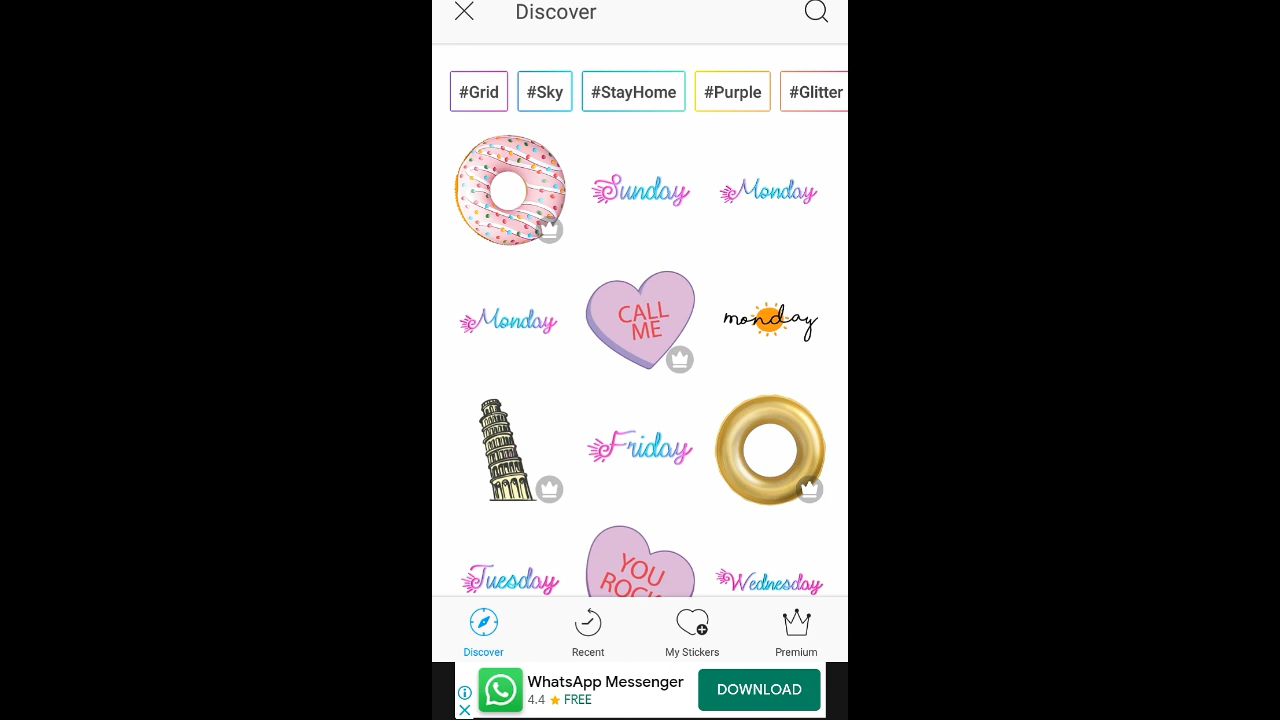 Discover
#Grid #Sky #StayHome #Purple #Glitter
Sunday Monday
Monday CALL
ME monday
Friday
Tuesday YOU
ROCK Wednesday
Discover Recent My Stickers Premium
WhatsApp Messenger
4.4 FREE
DOWNLOAD